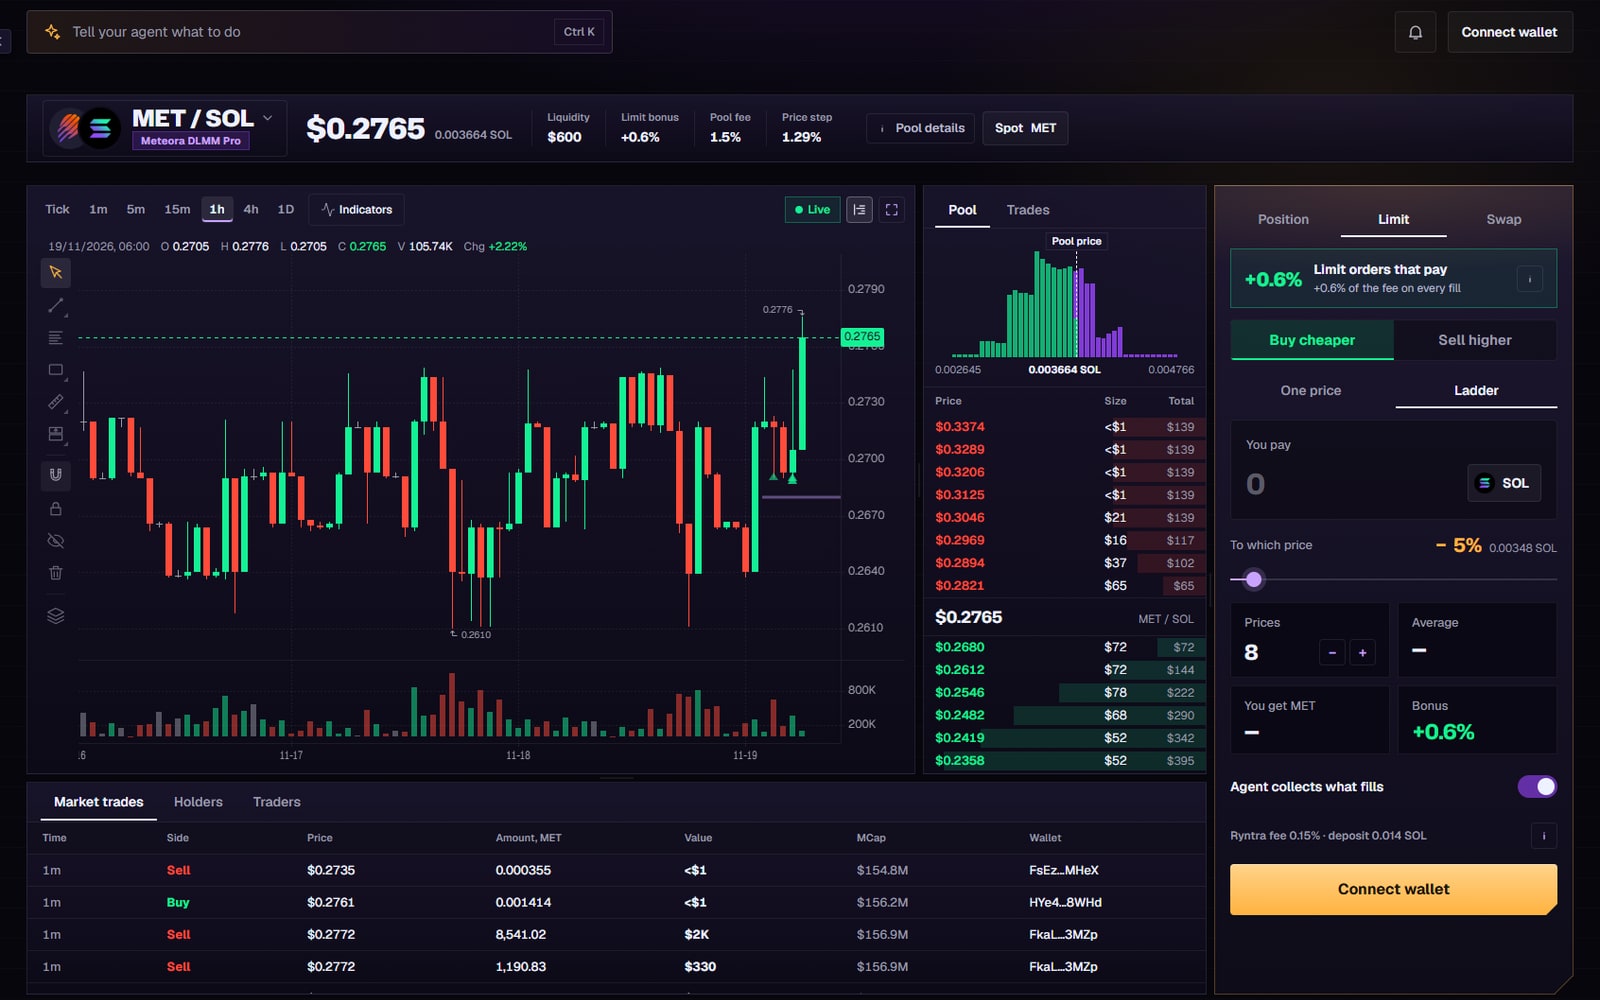 Tell your agent what to do
Ctrl K
Connect wallet
MET / SOL
Meteora DLMM Pro
$0.2765 0.003664 SOL
Liquidity
$600
Limit bonus
+0.6%
Pool fee
1.5%
Price step
1.29%
i Pool details
Spot MET
Tick 1m 5m 15m 1h 4h 1D Indicators
Live
19/11/2026, 06:00 O 0.2705 H 0.2776 L 0.2705 C 0.2765 V 105.74K Chg +2.22%
0.2790
0.2776
0.2765
0.2730
0.2700
0.2670
0.2640
0.2610
0.2610
800K
200K
11-17 11-18 11-19
Pool Trades
Pool price
0.002645 0.003664 SOL 0.004766
Price Size Total
$0.3374 <$1 $139
$0.3289 <$1 $139
$0.3206 <$1 $139
$0.3125 <$1 $139
$0.3046 $21 $139
$0.2969 $16 $117
$0.2894 $37 $102
$0.2821 $65 $65
$0.2765 MET / SOL
$0.2680 $72 $72
$0.2612 $72 $144
$0.2546 $78 $222
$0.2482 $68 $290
$0.2419 $52 $342
$0.2358 $52 $395
Position Limit Swap
+0.6%
Limit orders that pay
+0.6% of the fee on every fill
i
Buy cheaper Sell higher
One price Ladder
You pay
0 SOL
To which price − 5% 0.00348 SOL
Prices
8 − +
Average
–
You get MET
–
Bonus
+0.6%
Agent collects what fills
Ryntra fee 0.15% · deposit 0.014 SOL i
Connect wallet
Market trades Holders Traders
Time Side Price Amount, MET Value MCap Wallet
1m Sell $0.2735 0.000355 <$1 $154.8M FsEz...MHeX
1m Buy $0.2761 0.001414 <$1 $156.2M HYe4...8WHd
1m Sell $0.2772 8,541.02 $2K $156.9M FkaL...3MZp
1m Sell $0.2772 1,190.83 $330 $156.9M FkaL...3MZp